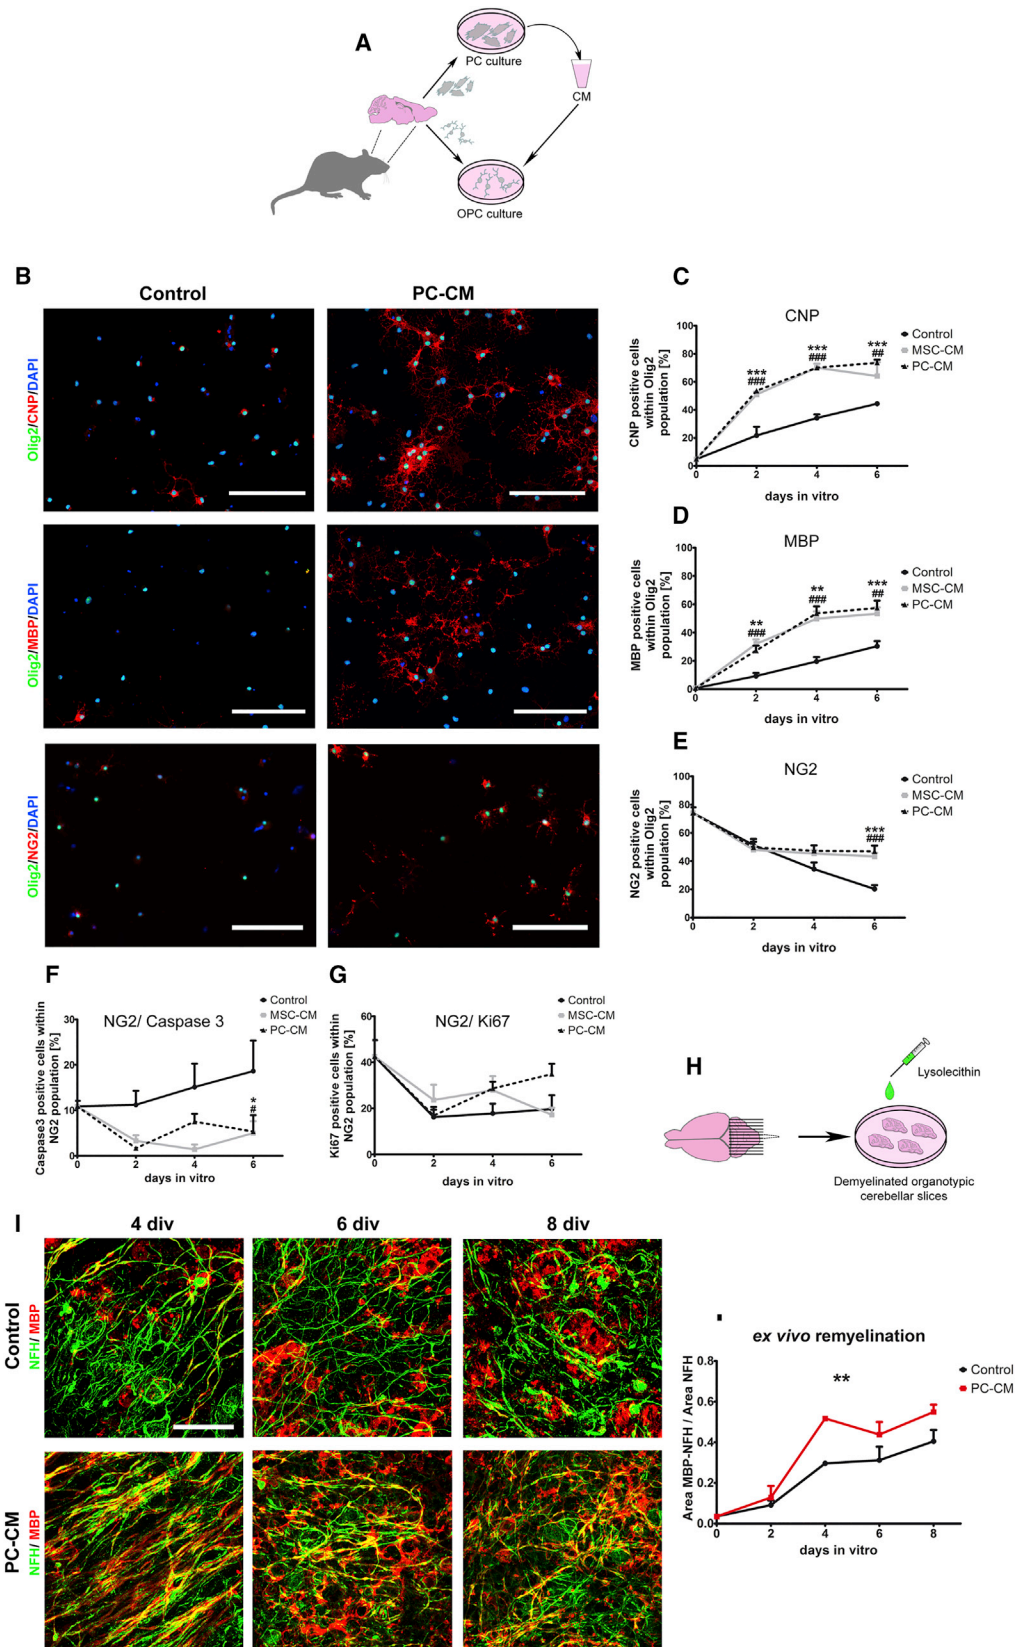 A
PC culture
CM
OPC culture
B
Control
PC-CM
Olig2/CNP/DAPI
Olig2/MBP/DAPI
Olig2/NG2/DAPI
C
CNP
CNP positive cells
within Olig2
population [%]
100
80
60
40
20
0
***
###
***
###
***
##
0 2 4 6
days in vitro
Control
MSC-CM
PC-CM
D
MBP
MBP positive cells
within Olig2
population [%]
100
80
60
40
20
0
**
###
**
###
***
##
0 2 4 6
days in vitro
Control
MSC-CM
PC-CM
E
NG2
NG2 positive cells
within Olig2
population [%]
100
80
60
40
20
0
***
###
0 2 4 6
days in vitro
Control
MSC-CM
PC-CM
F
NG2/ Caspase 3
Caspase3 positive cells within
NG2 population [%]
30
20
10
0
*
#
0 2 4 6
days in vitro
Control
MSC-CM
PC-CM
G
NG2/ Ki67
Ki67 positive cells within
NG2 population [%]
60
40
20
0
0 2 4 6
days in vitro
Control
MSC-CM
PC-CM
H
Lysolecithin
Demyelinated organotypic
cerebellar slices
I
4 div
6 div
8 div
Control
NFH/ MBP
PC-CM
NFH/ MBP
ex vivo remyelination
Area MBP-NFH / Area NFH
0.8
0.6
0.4
0.2
0.0
**
0 2 4 6 8
days in vitro
Control
PC-CM